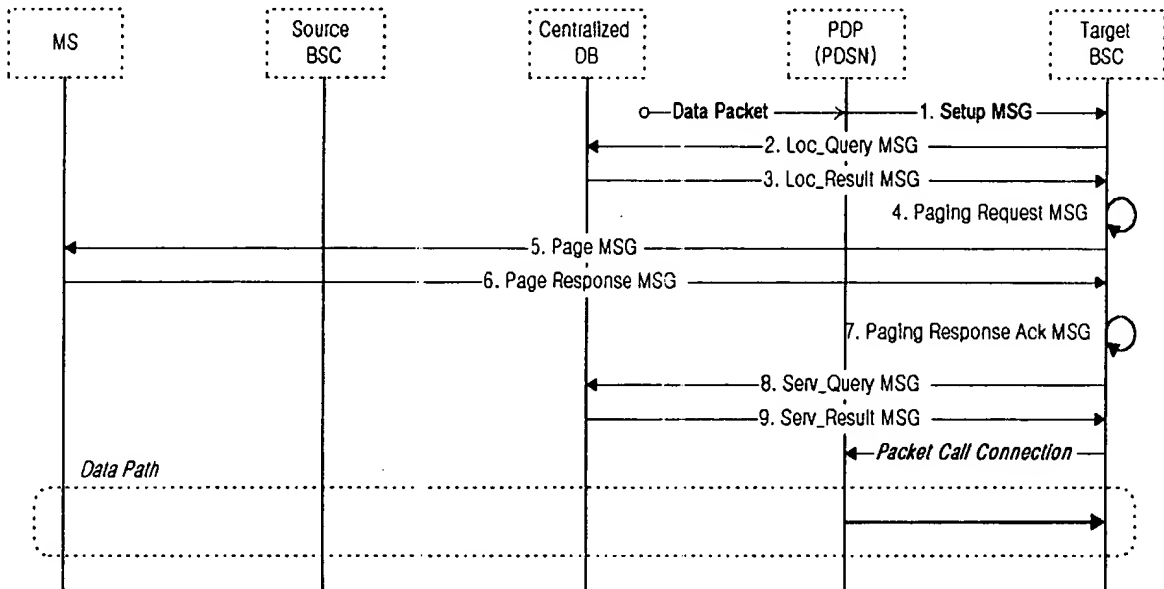 MS
Source
BSC
Centralized
DB
PDP
(PDSN)
Target
BSC
Data Packet
1. Setup MSG
2. Loc_Query MSG
3. Loc_Result MSG
4. Paging Request MSG
5. Page MSG
6. Page Response MSG
7. Paging Response Ack MSG
8. Serv_Query MSG
9. Serv_Result MSG
Packet Call Connection
Data Path